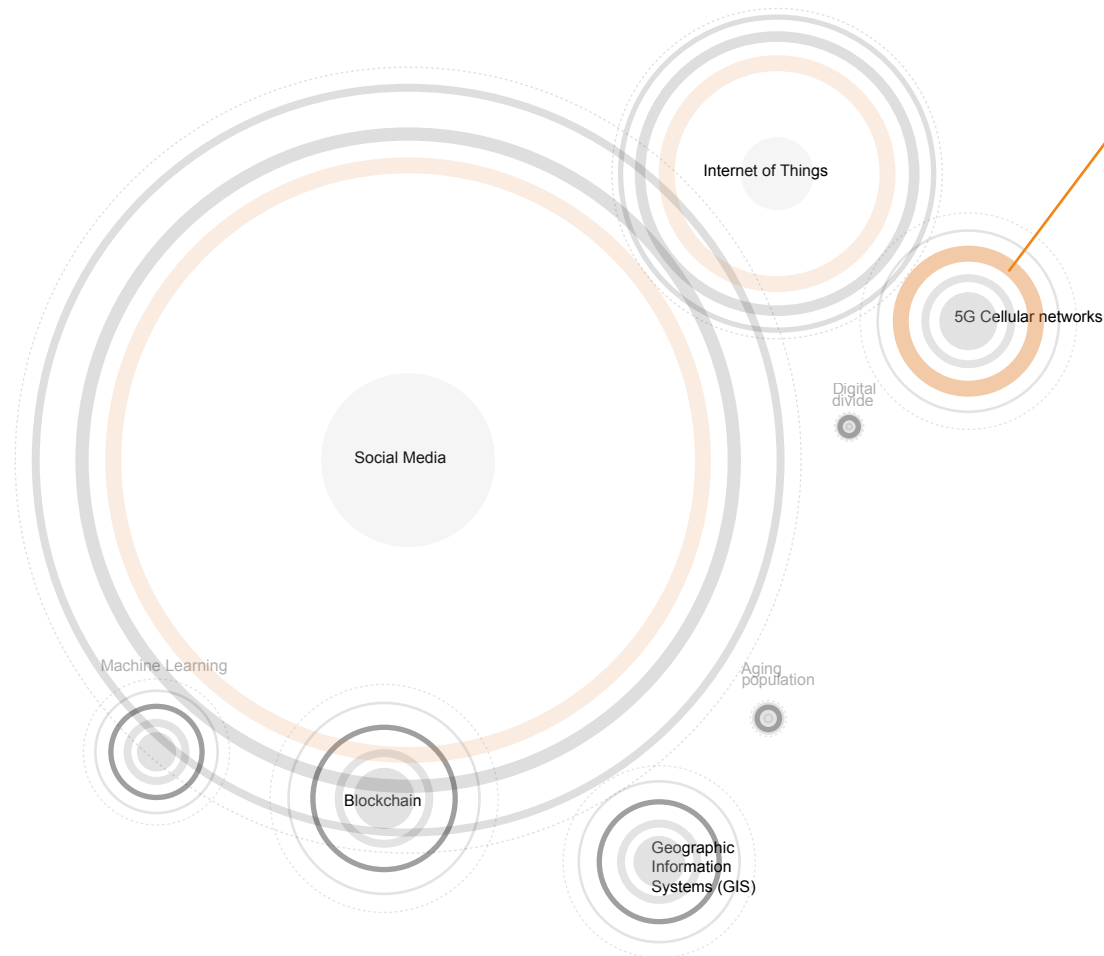 Internet of Things
5G Cellular networks
Digital
divide
Social Media
Machine Learning
Aging
population
Blockchain
Geographic
Information
Systems (GIS)